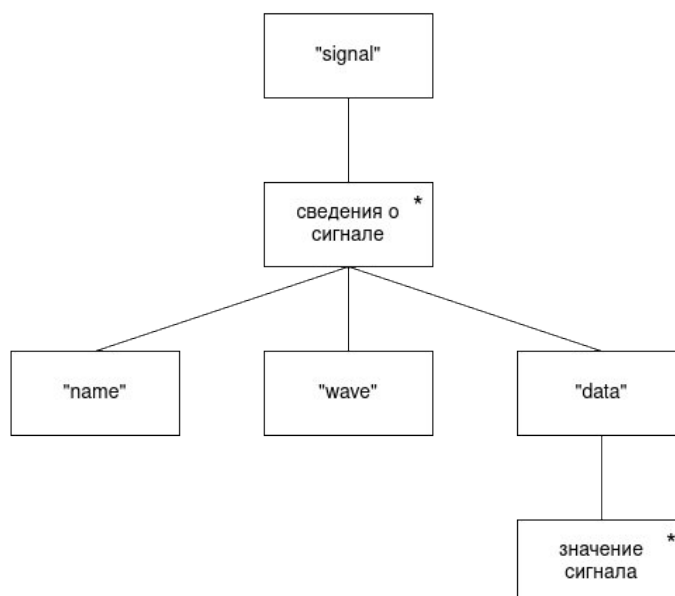 "signal"
сведения о *
сигнале
"name"
"wave"
"data"
значение *
сигнала